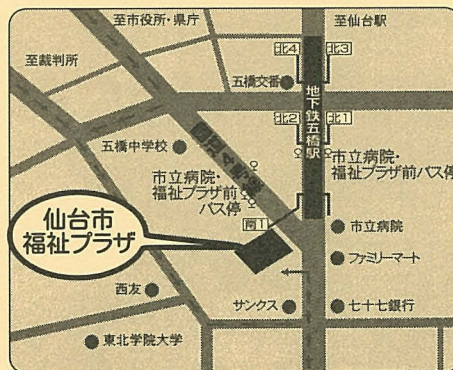 至市役所・県庁
至仙台駅
至裁判所
北4
北3
五橋交番
地下鉄五橋駅
北2
北1
五橋中学校
市立病院・
福祉プラザ前
バス停
市立病院・
福祉プラザ前バス停
南1
仙台市
福祉プラザ
市立病院
ファミリーマート
西友
サンクス
七十七銀行
東北学院大学